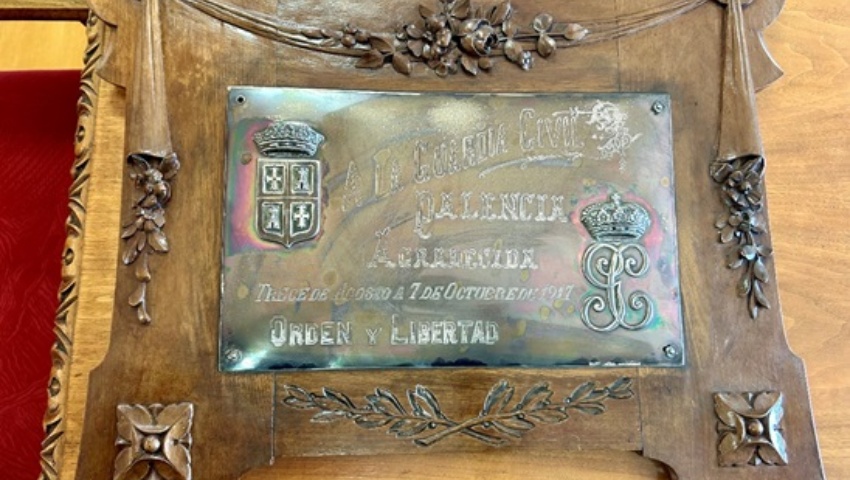 A LA GUARDIA CIVIL
PALENCIA
AGRADECIDA
TRECE DE AGOSTO A 7 DE OCTUBRE DE 1917
ORDEN Y LIBERTAD